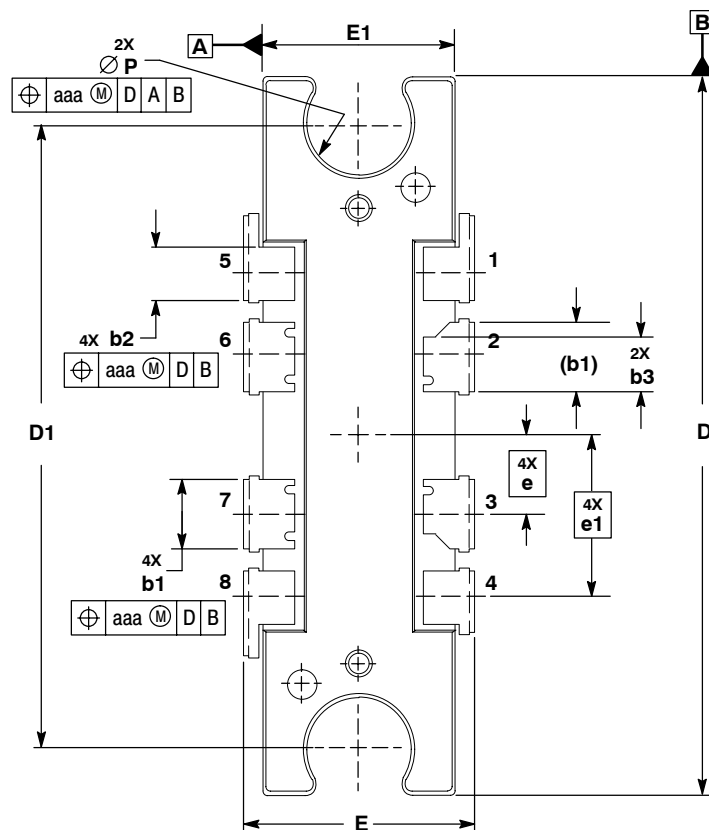 B
E1
A
2X
∅ P
⌖ aaa Ⓜ D A B
5
1
4X b2
6
2
⌖ aaa Ⓜ D B
(b1)
2X
b3
D1
D
4X
e
4X
e1
7
3
4X
b1
8
4
⌖ aaa Ⓜ D B
E